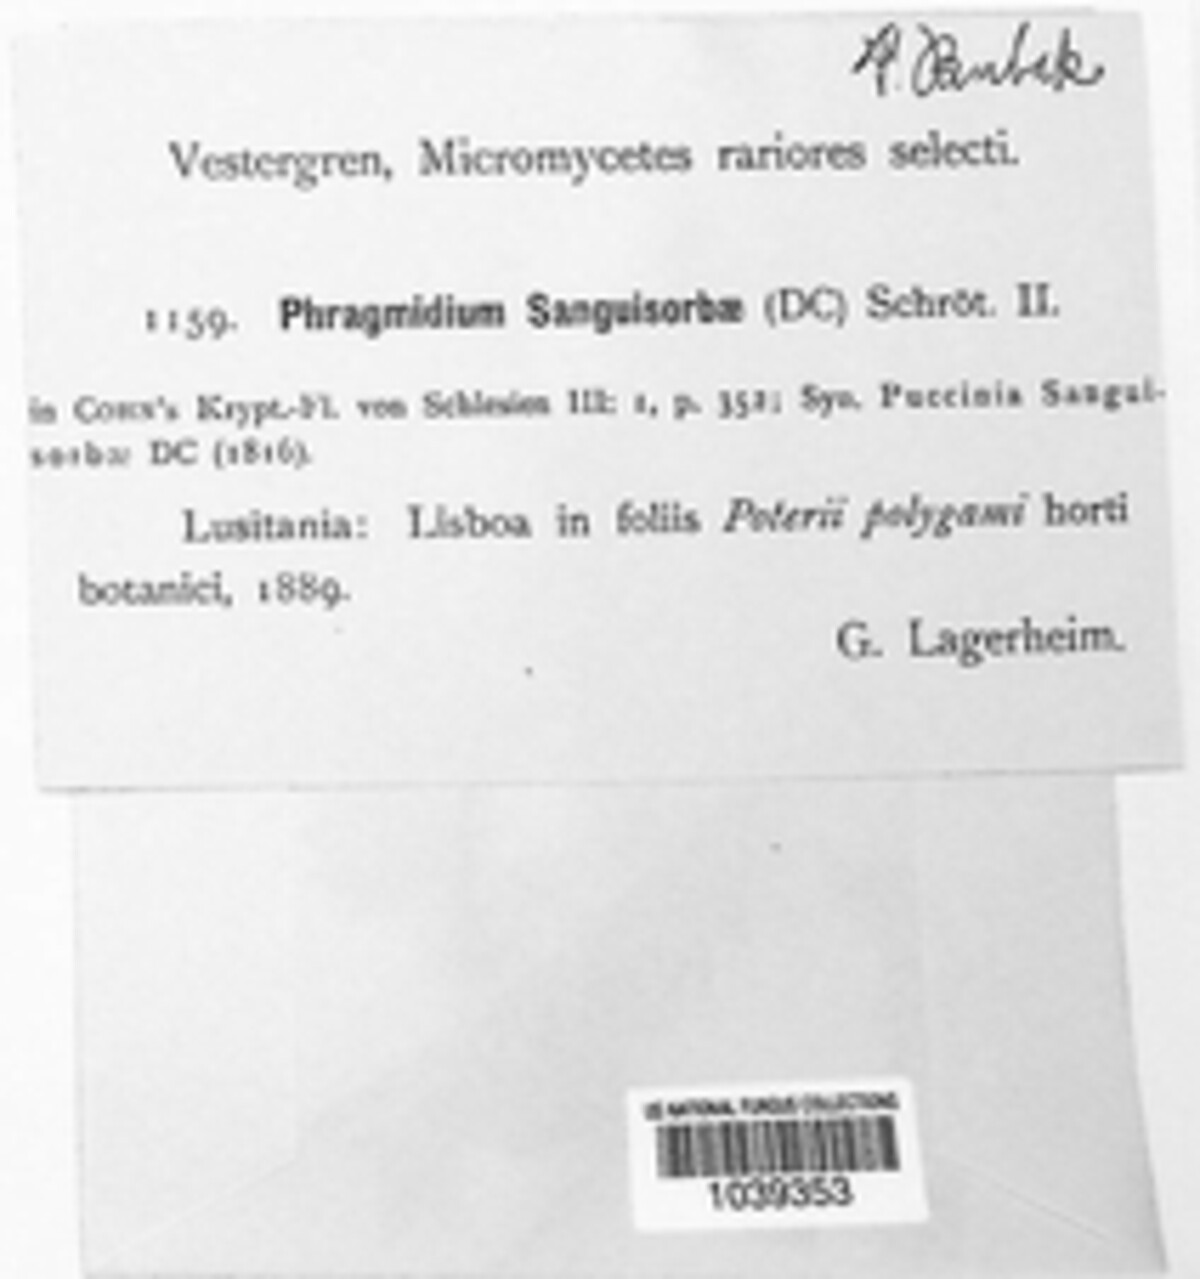 Vestergren, Micromycetes rariores selecti.
1159. Phragmidium Sanguisorbæ (DC) Schröt. II.
in COHN's Krypt.-Fl. von Schlesien III: 1, p. 352; Syn. Puccinia Sangui-
sorbæ DC (1816).
Lusitania: Lisboa in foliis Poterii polygami horti
botanici, 1889.
G. Lagerheim.
US NATIONAL FUNGUS COLLECTIONS
1039353